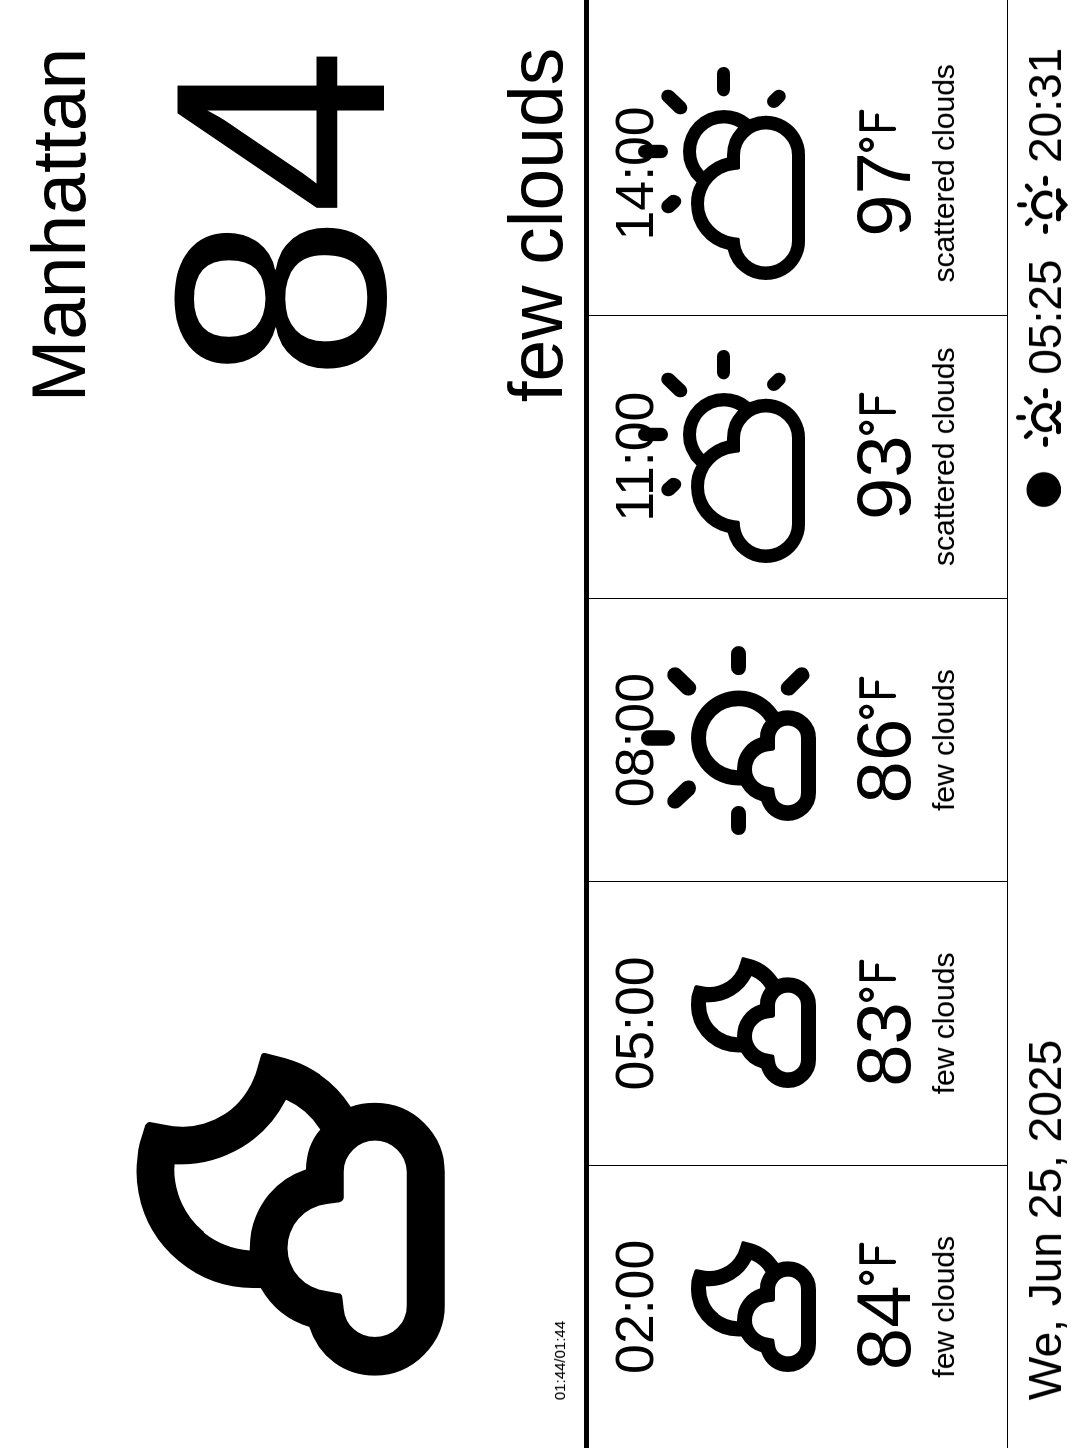 Manhattan
84
few clouds
01:44/01:44
02:00 05:00 08:00 11:00 14:00
84°F 83°F 86°F 93°F 97°F
few clouds few clouds few clouds scattered clouds scattered clouds
We, Jun 25, 2025 05:25 20:31